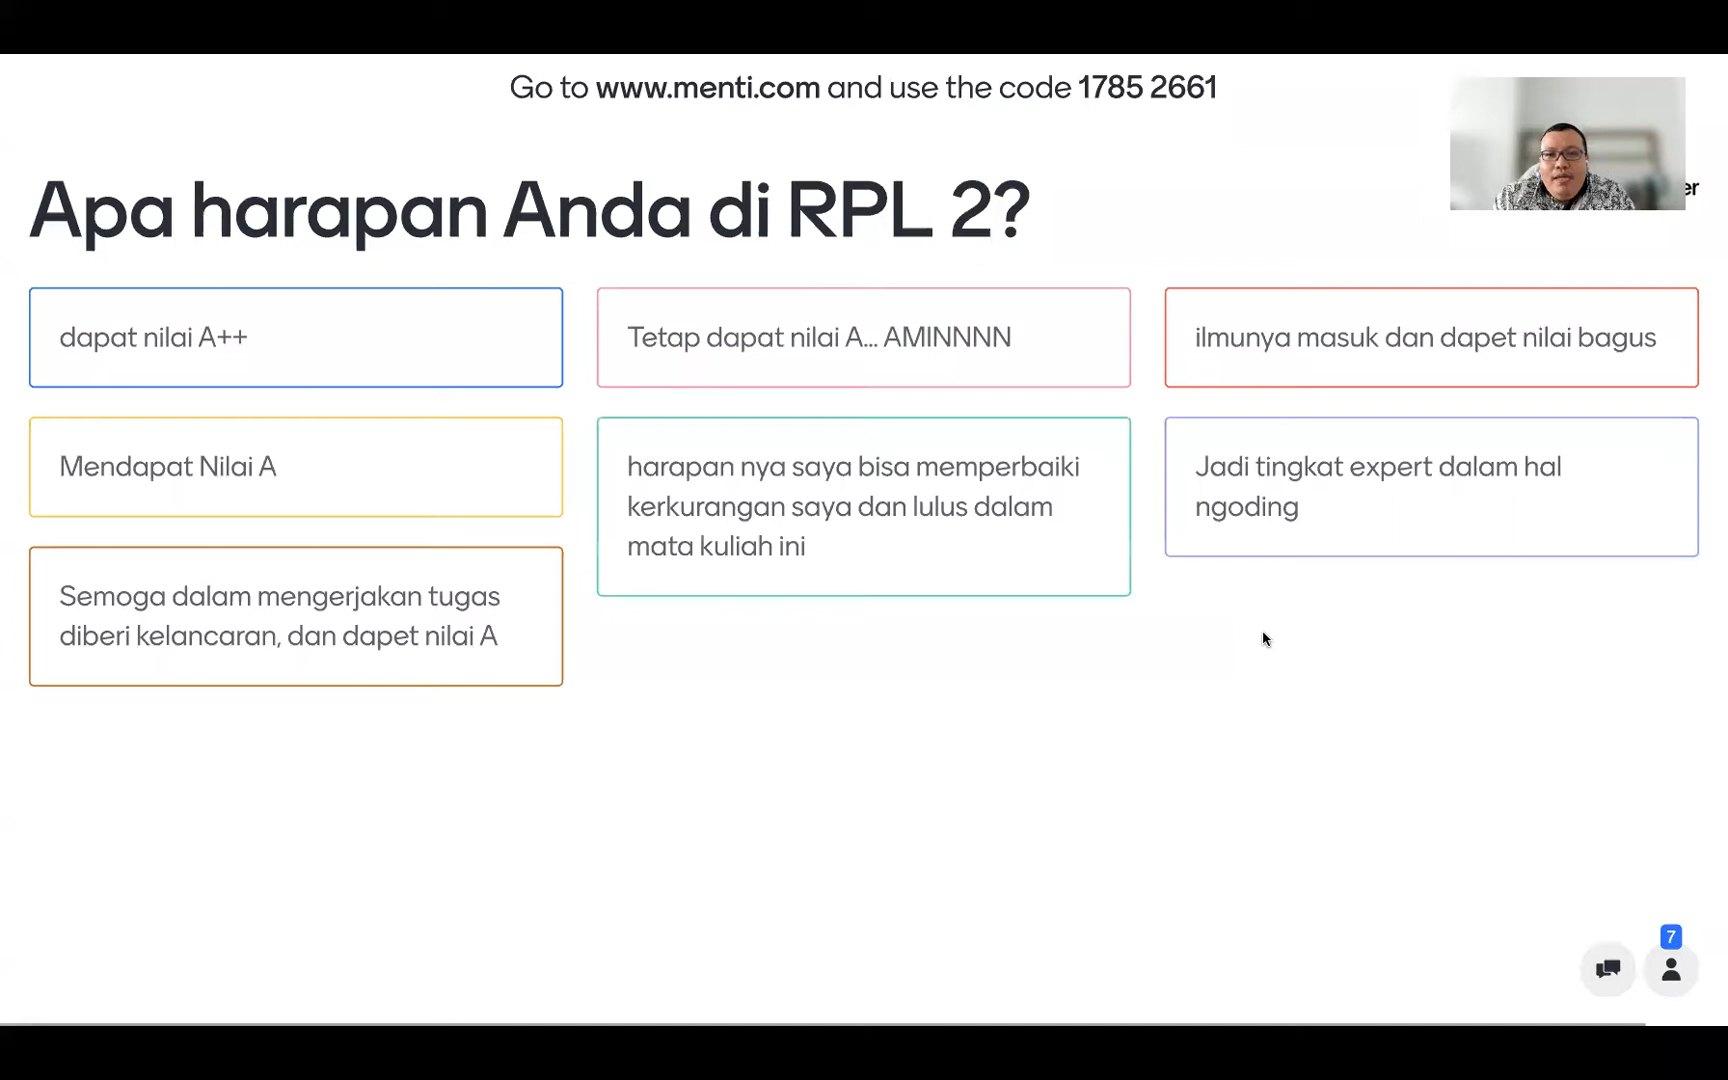 Go to www.menti.com and use the code 1785 2661
er
Apa harapan Anda di RPL 2?
dapat nilai A++
Tetap dapat nilai A... AMINNNN
ilmunya masuk dan dapet nilai bagus
Mendapat Nilai A
harapan nya saya bisa memperbaiki
kerkurangan saya dan lulus dalam
mata kuliah ini
Jadi tingkat expert dalam hal
ngoding
Semoga dalam mengerjakan tugas
diberi kelancaran, dan dapet nilai A
7